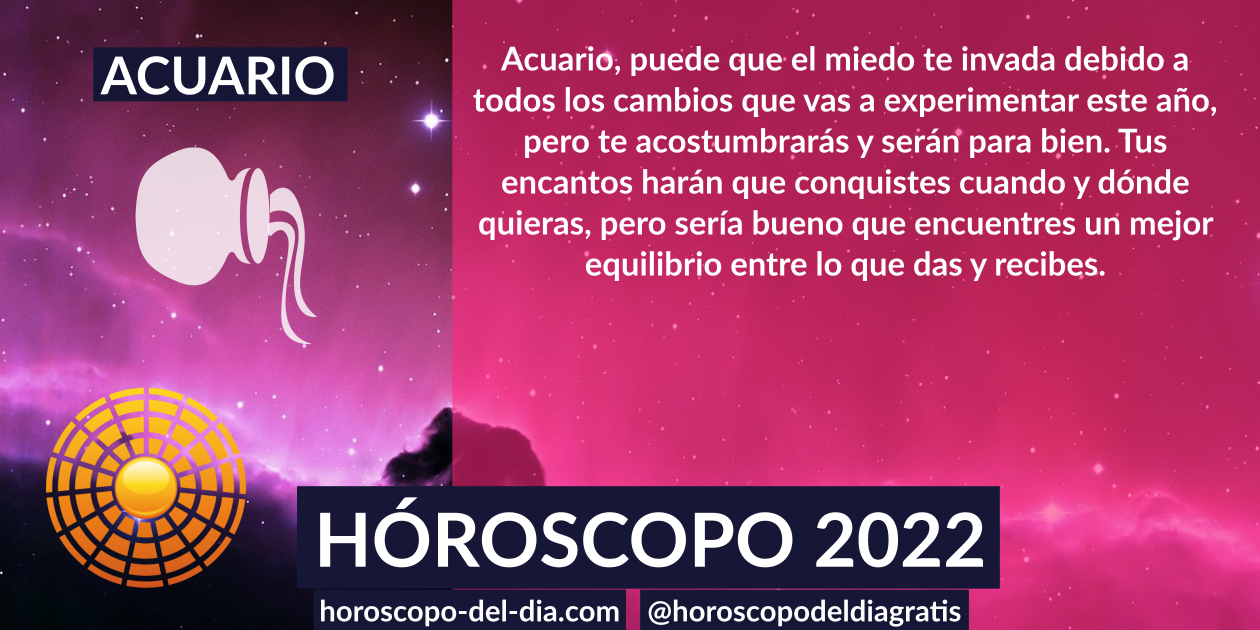 ACUARIO
Acuario, puede que el miedo te invada debido a
todos los cambios que vas a experimentar este año,
pero te acostumbrarás y serán para bien. Tus
encantos harán que conquistes cuando y dónde
quieras, pero sería bueno que encuentres un mejor
equilibrio entre lo que das y recibes.
HÓROSCOPO 2022
horoscopo-del-dia.com
@horoscopodeldiagratis